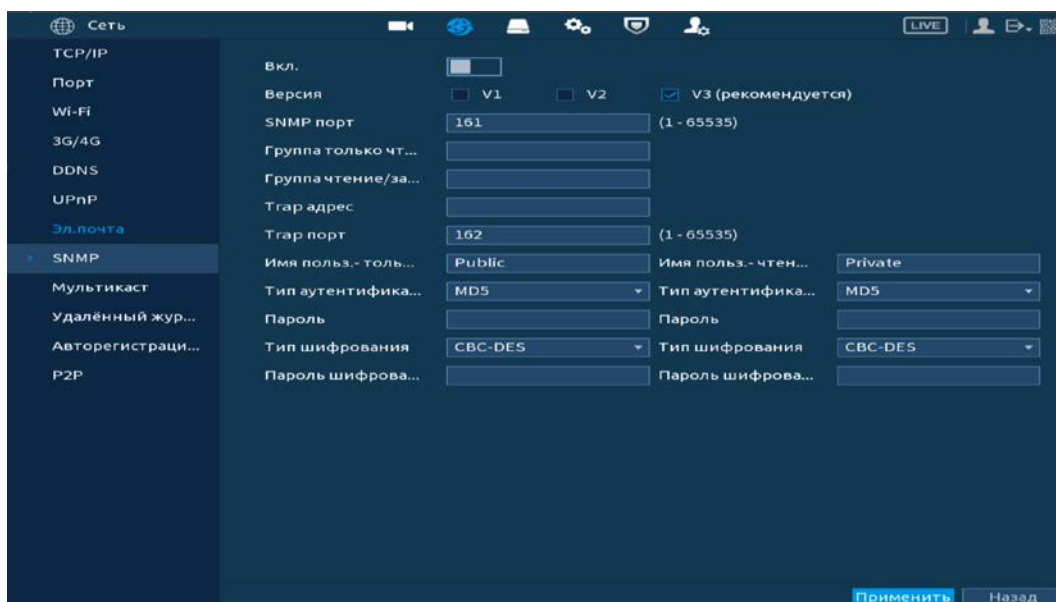 Сеть
LIVE
TCP/IP
Порт
Wi-Fi
3G/4G
DDNS
UPnP
Эл.почта
SNMP
Мультикаст
Удалённый жур...
Авторегистраци...
P2P
Вкл.
Версия V1 V2 V3 (рекомендуется)
SNMP порт 161 (1 - 65535)
Группа только чт...
Группа чтение/за...
Trap адрес
Trap порт 162 (1 - 65535)
Имя польз.- толь... Public Имя польз.- чтен... Private
Тип аутентифика... MD5 Тип аутентифика... MD5
Пароль Пароль
Тип шифрования CBC-DES Тип шифрования CBC-DES
Пароль шифрова... Пароль шифрова...
Применить Назад